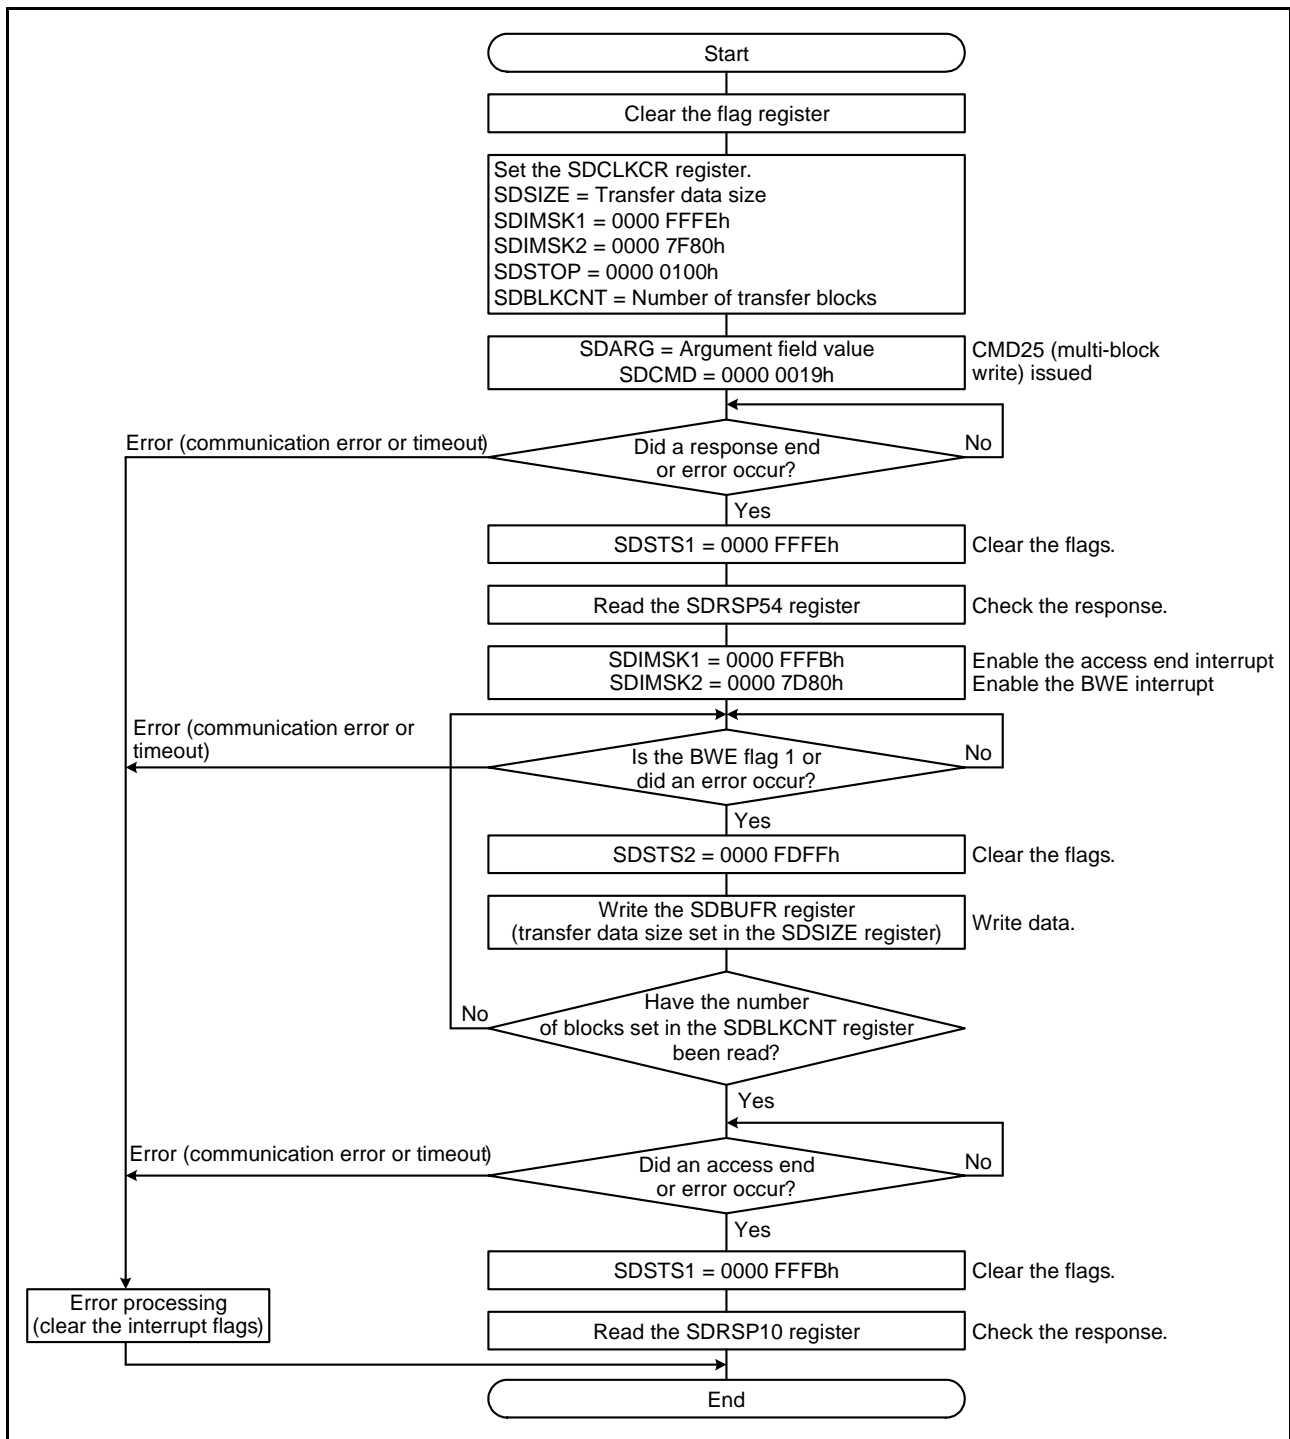 Start
Clear the flag register
Set the SDCLKCR register.
SDSIZE = Transfer data size
SDIMSK1 = 0000 FFFEh
SDIMSK2 = 0000 7F80h
SDSTOP = 0000 0100h
SDBLKCNT = Number of transfer blocks
SDARG = Argument field value
SDCMD = 0000 0019h
CMD25 (multi-block
write) issued
Error (communication error or timeout)
Did a response end
or error occur?
No
Yes
SDSTS1 = 0000 FFFEh
Clear the flags.
Read the SDRSP54 register
Check the response.
SDIMSK1 = 0000 FFFBh
SDIMSK2 = 0000 7D80h
Enable the access end interrupt
Enable the BWE interrupt
Error (communication error or
timeout)
Is the BWE flag 1 or
did an error occur?
No
Yes
SDSTS2 = 0000 FDFFh
Clear the flags.
Write the SDBUFR register
(transfer data size set in the SDSIZE register)
Write data.
No
Have the number
of blocks set in the SDBLKCNT register
been read?
Yes
Error (communication error or timeout)
Did an access end
or error occur?
No
Yes
SDSTS1 = 0000 FFFBh
Clear the flags.
Error processing
(clear the interrupt flags)
Read the SDRSP10 register
Check the response.
End